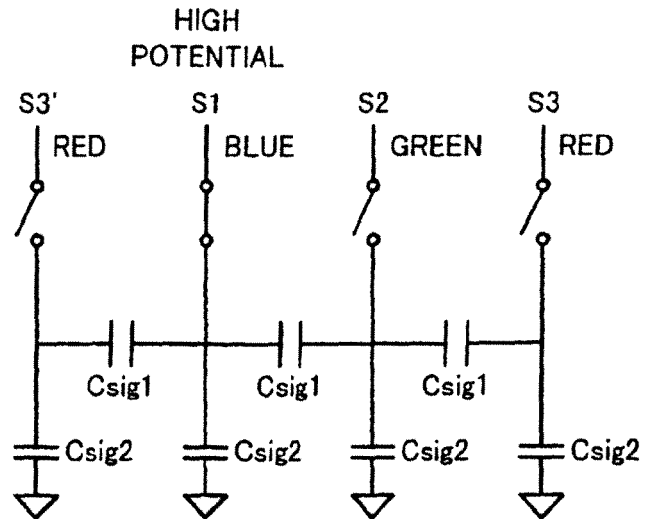 HIGH
POTENTIAL
S3' S1 S2 S3
RED BLUE GREEN RED
Csig1 Csig1 Csig1
Csig2 Csig2 Csig2 Csig2